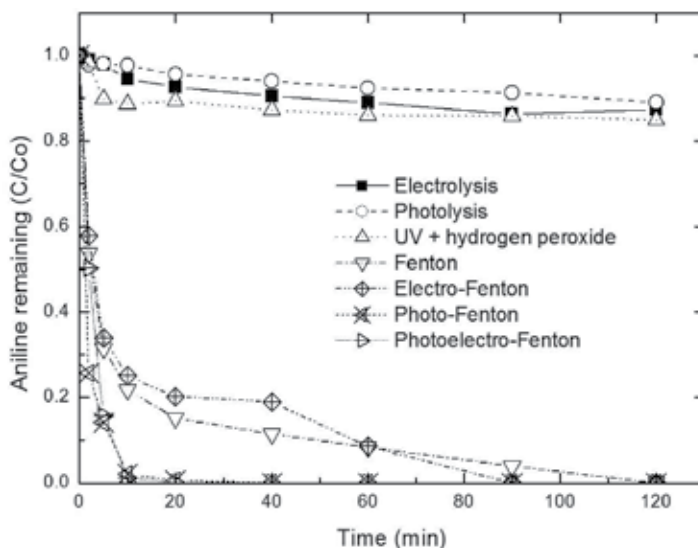 Aniline remaining (C/Co)
1.0
0.8
0.6
0.4
0.2
0.0
Electrolysis
Photolysis
UV + hydrogen peroxide
Fenton
Electro-Fenton
Photo-Fenton
Photoelectro-Fenton
0 20 40 60 80 100 120
Time (min)